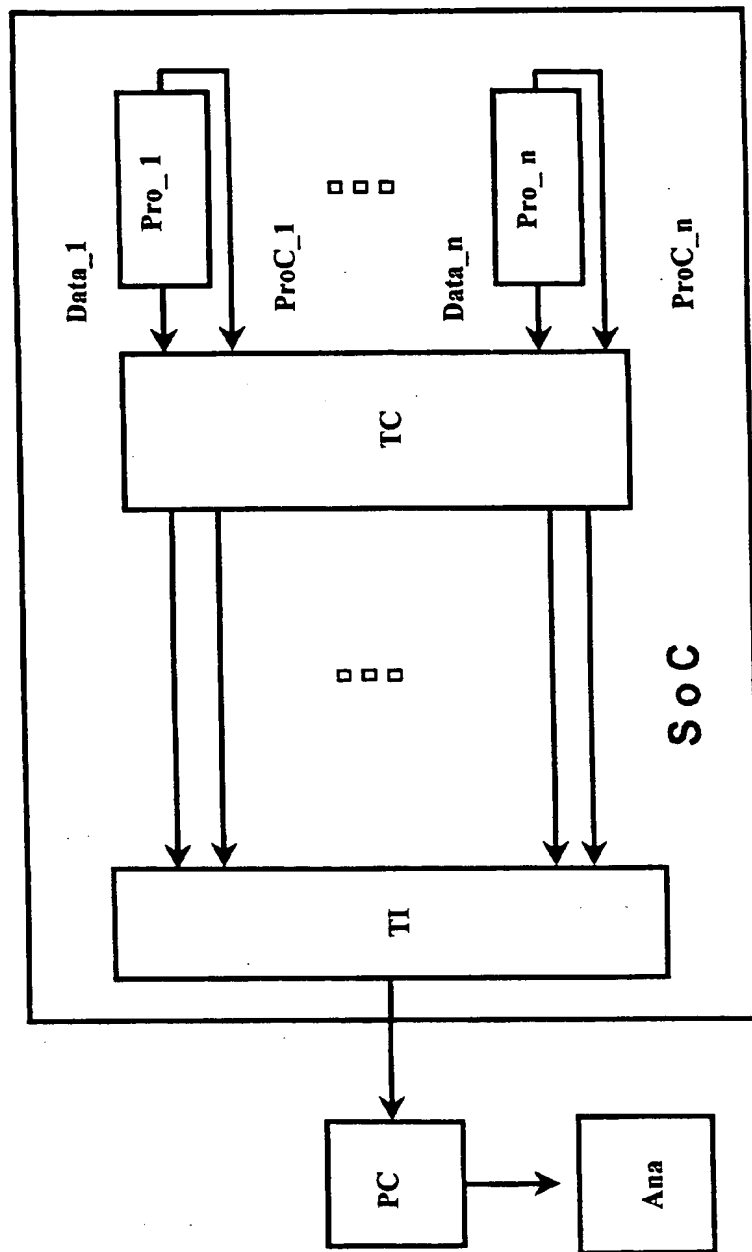 Data_1
Pro_1
ProC_1
Data_n
Pro_n
ProC_n
TC
SoC
TI
PC
Ana